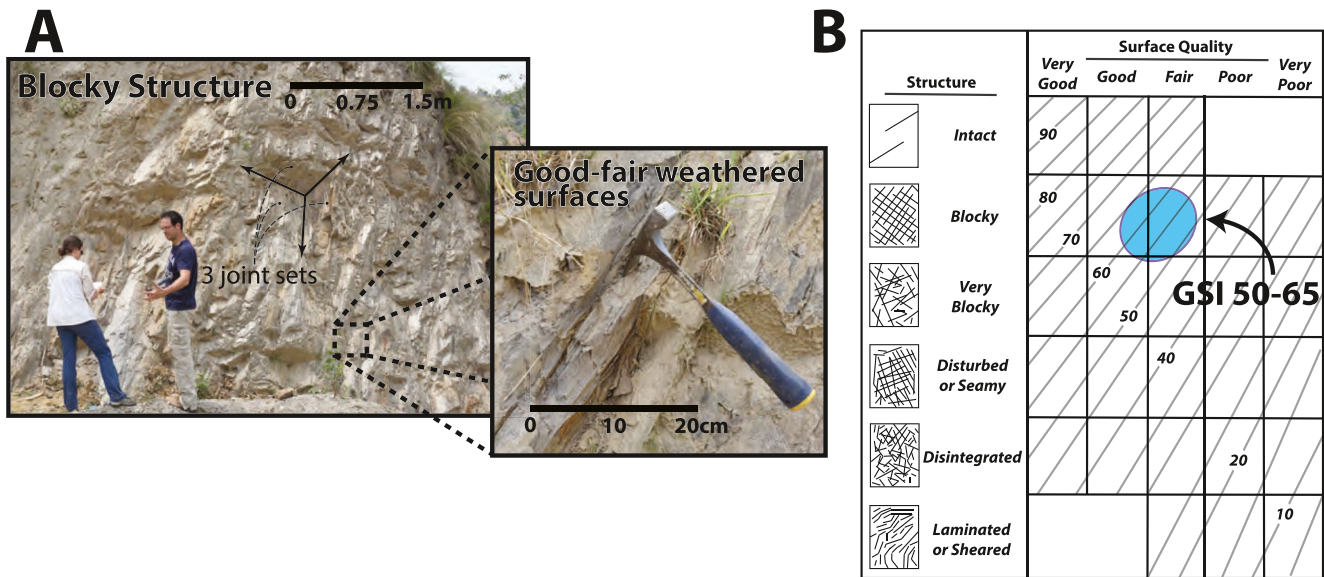 A
Blocky Structure
0 0.75 1.5m
3 joint sets
Good-fair weathered
surfaces
0 10 20cm
B
Structure
Surface Quality
Very
Good
Good
Fair
Poor
Very
Poor
Intact
Blocky
Very
Blocky
Disturbed
or Seamy
Disintegrated
Laminated
or Sheared
90
80
70
60
50
40
20
10
GSI 50-65